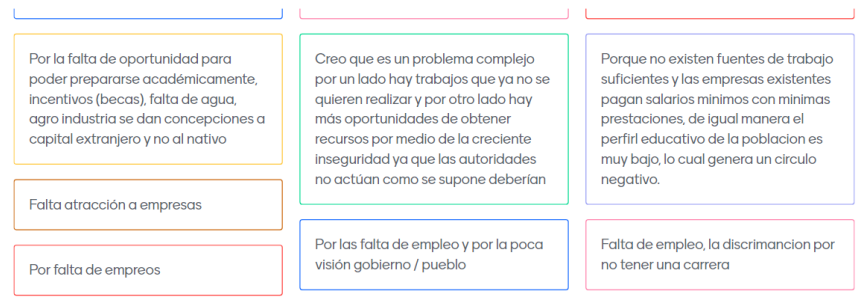 Por la falta de oportunidad para
poder prepararse académicamente,
incentivos (becas), falta de agua,
agro industria se dan concepciones a
capital extranjero y no al nativo
Falta atracción a empresas
Por falta de empreos
Creo que es un problema complejo
por un lado hay trabajos que ya no se
quieren realizar y por otro lado hay
más oportunidades de obtener
recursos por medio de la creciente
inseguridad ya que las autoridades
no actúan como se supone deberían
Por las falta de empleo y por la poca
visión gobierno / pueblo
Porque no existen fuentes de trabajo
suficientes y las empresas existentes
pagan salarios minimos con minimas
prestaciones, de igual manera el
perfirl educativo de la poblacion es
muy bajo, lo cual genera un circulo
negativo.
Falta de empleo, la discrimancion por
no tener una carrera